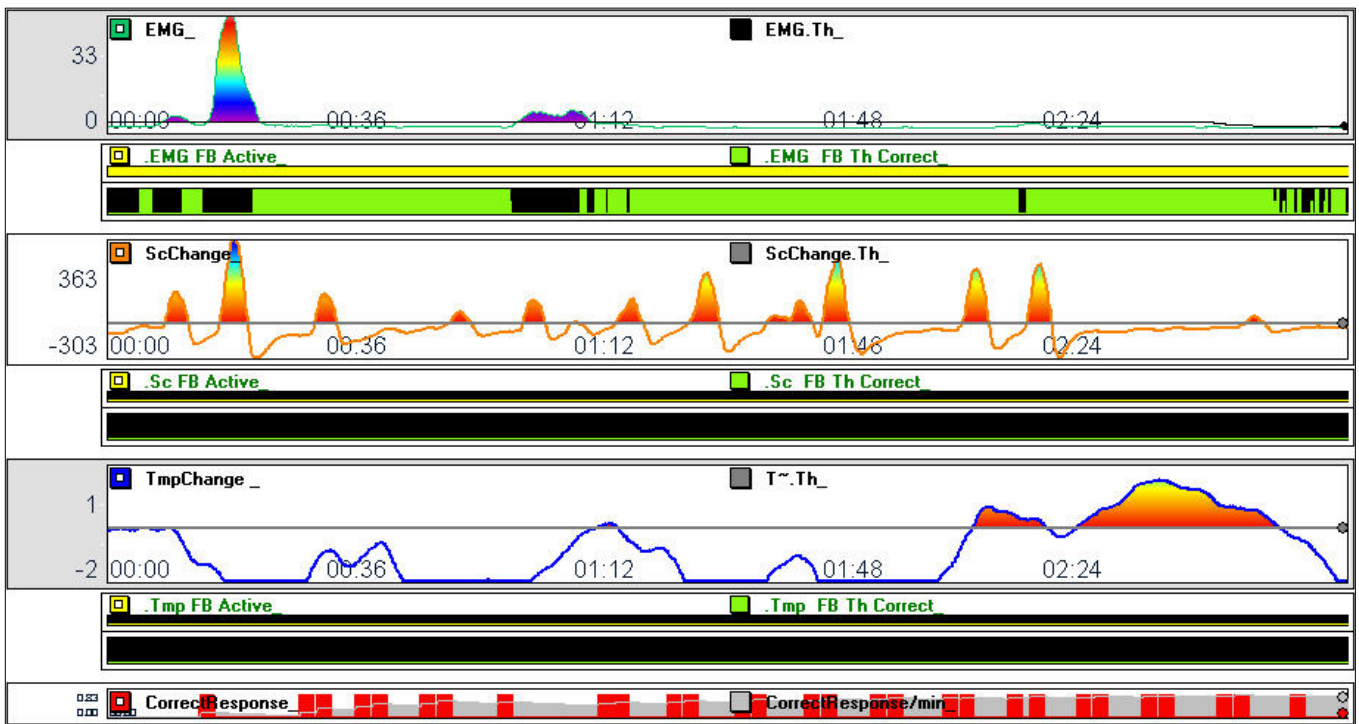 EMG_ EMG.Th_
33
0 00:00 00:36 01:12 01:48 02:24
.EMG FB Active_ .EMG FB Th Correct_
ScChange_ ScChange.Th_
363
-303 00:00 00:36 01:12 01:48 02:24
.Sc FB Active_ .Sc FB Th Correct_
TmpChange _ T~.Th_
1
-2 00:00 00:36 01:12 01:48 02:24
.Tmp FB Active_ .Tmp FB Th Correct_
CorrectResponse_ CorrectResponse/min_
0.00